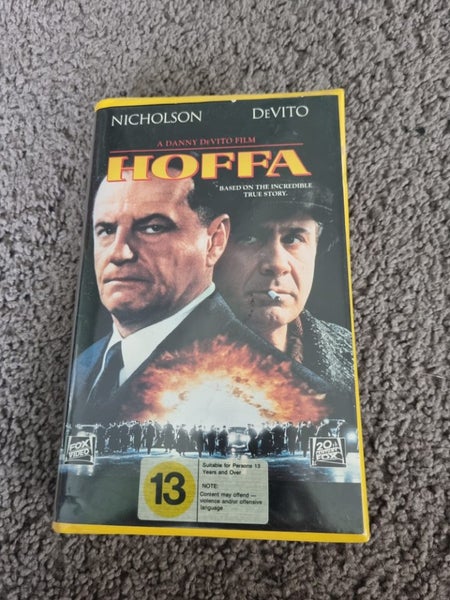 NICHOLSON DEVITO
A DANNY DEVITO FILM
HOFFA
BASED ON THE INCREDIBLE
TRUE STORY.
FOX
VIDEO
20th
CENTURY
FOX
13
Suitable for Persons 13
Years and Over
NOTE:
Content may offend —
violence and/or offensive
language